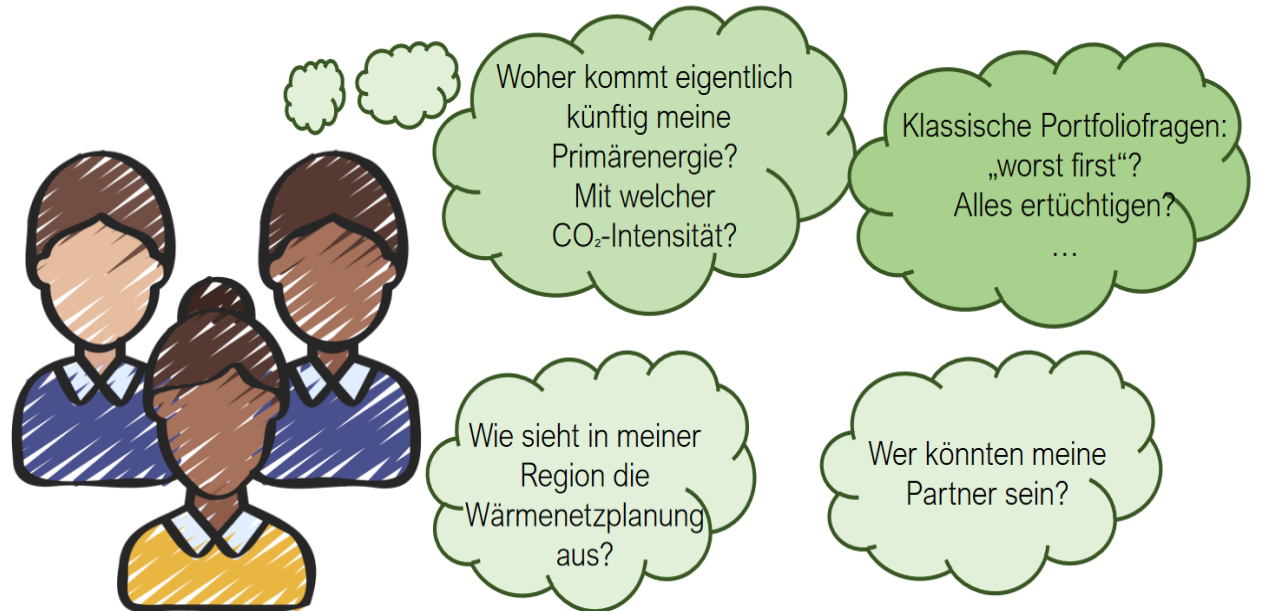 Woher kommt eigentlich
künftig meine
Primärenergie?
Mit welcher
CO₂-Intensität?
Klassische Portfoliofragen:
„worst first“?
Alles ertüchtigen?
…
Wie sieht in meiner
Region die
Wärmenetzplanung
aus?
Wer könnten meine
Partner sein?